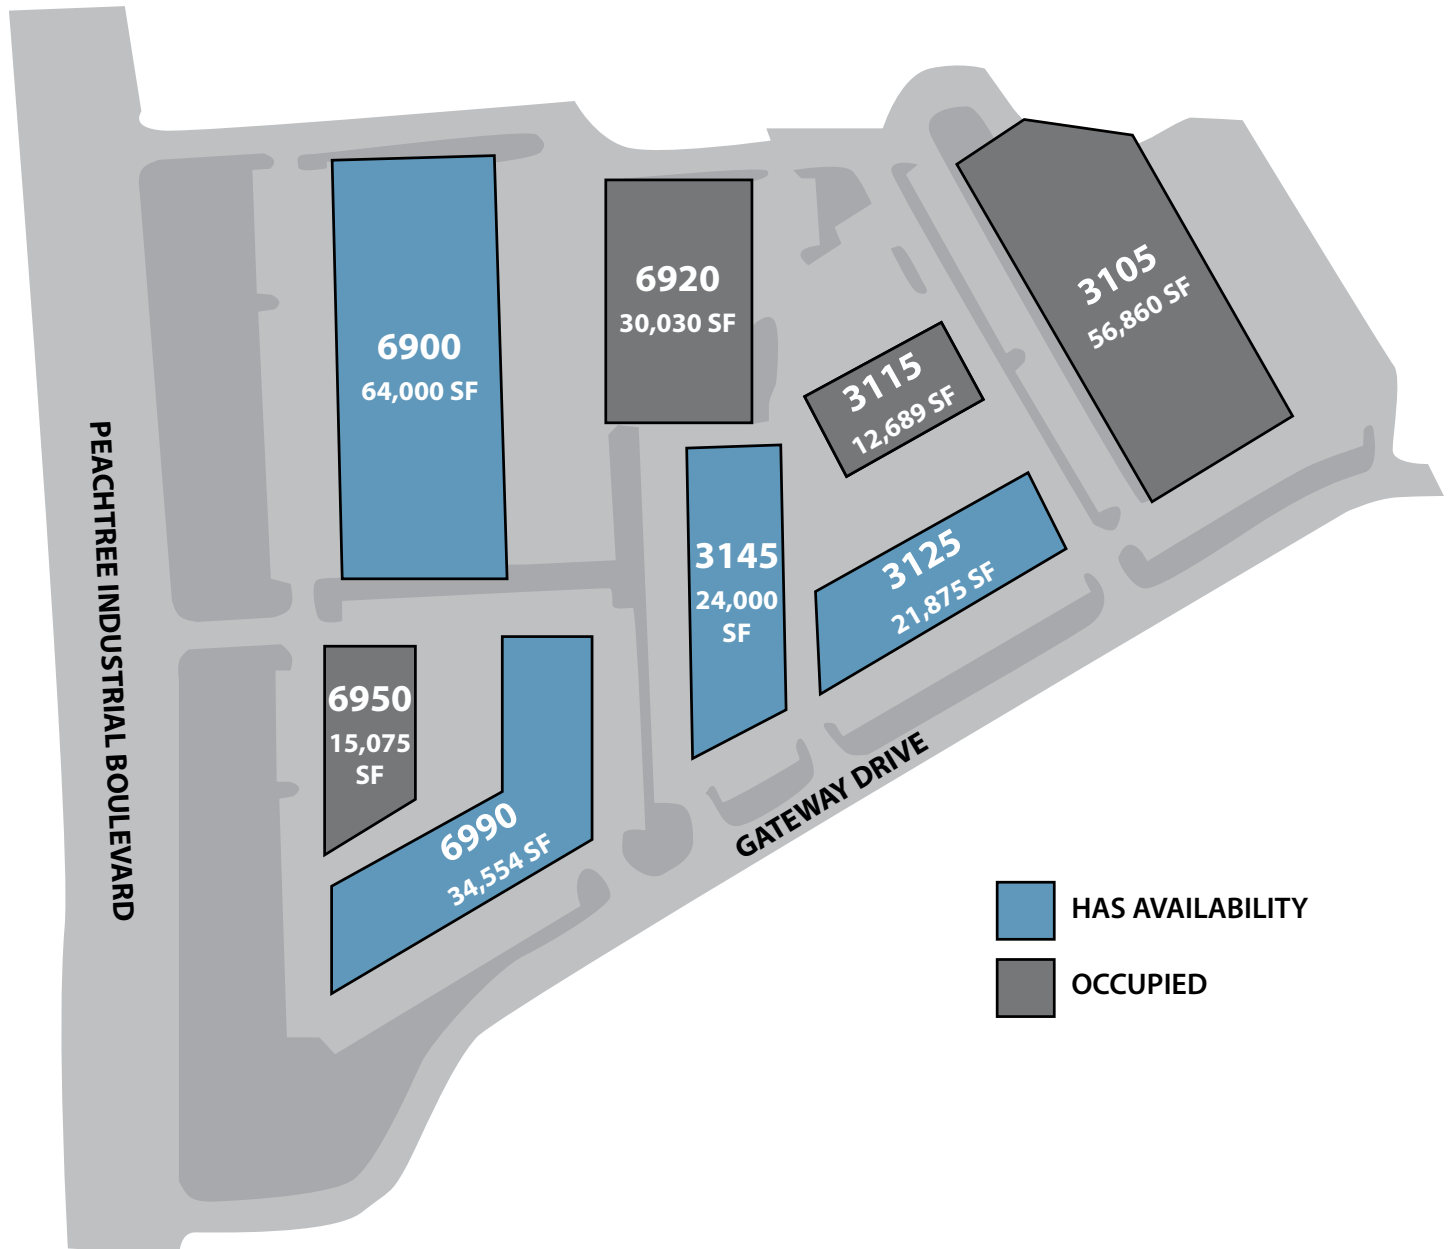 6900
64,000 SF
6920
30,030 SF
3105
56,860 SF
3115
12,689 SF
3145
24,000
SF
3125
21,875 SF
6950
15,075
SF
6990
34,554 SF
PEACHTREE INDUSTRIAL BOULEVARD
GATEWAY DRIVE
HAS AVAILABILITY
OCCUPIED